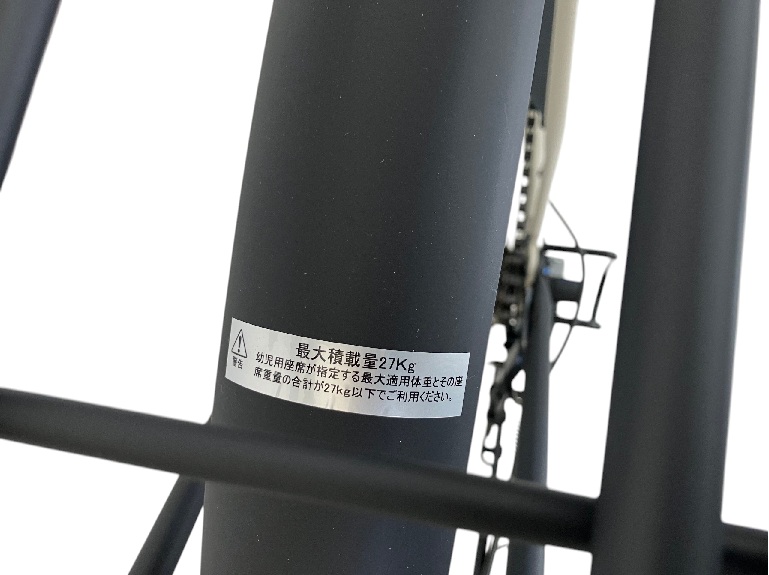 最大積載量27Kg
警告
幼児用座席が指定する最大適用体重とその座
席重量の合計が27kg以下でご利用ください。